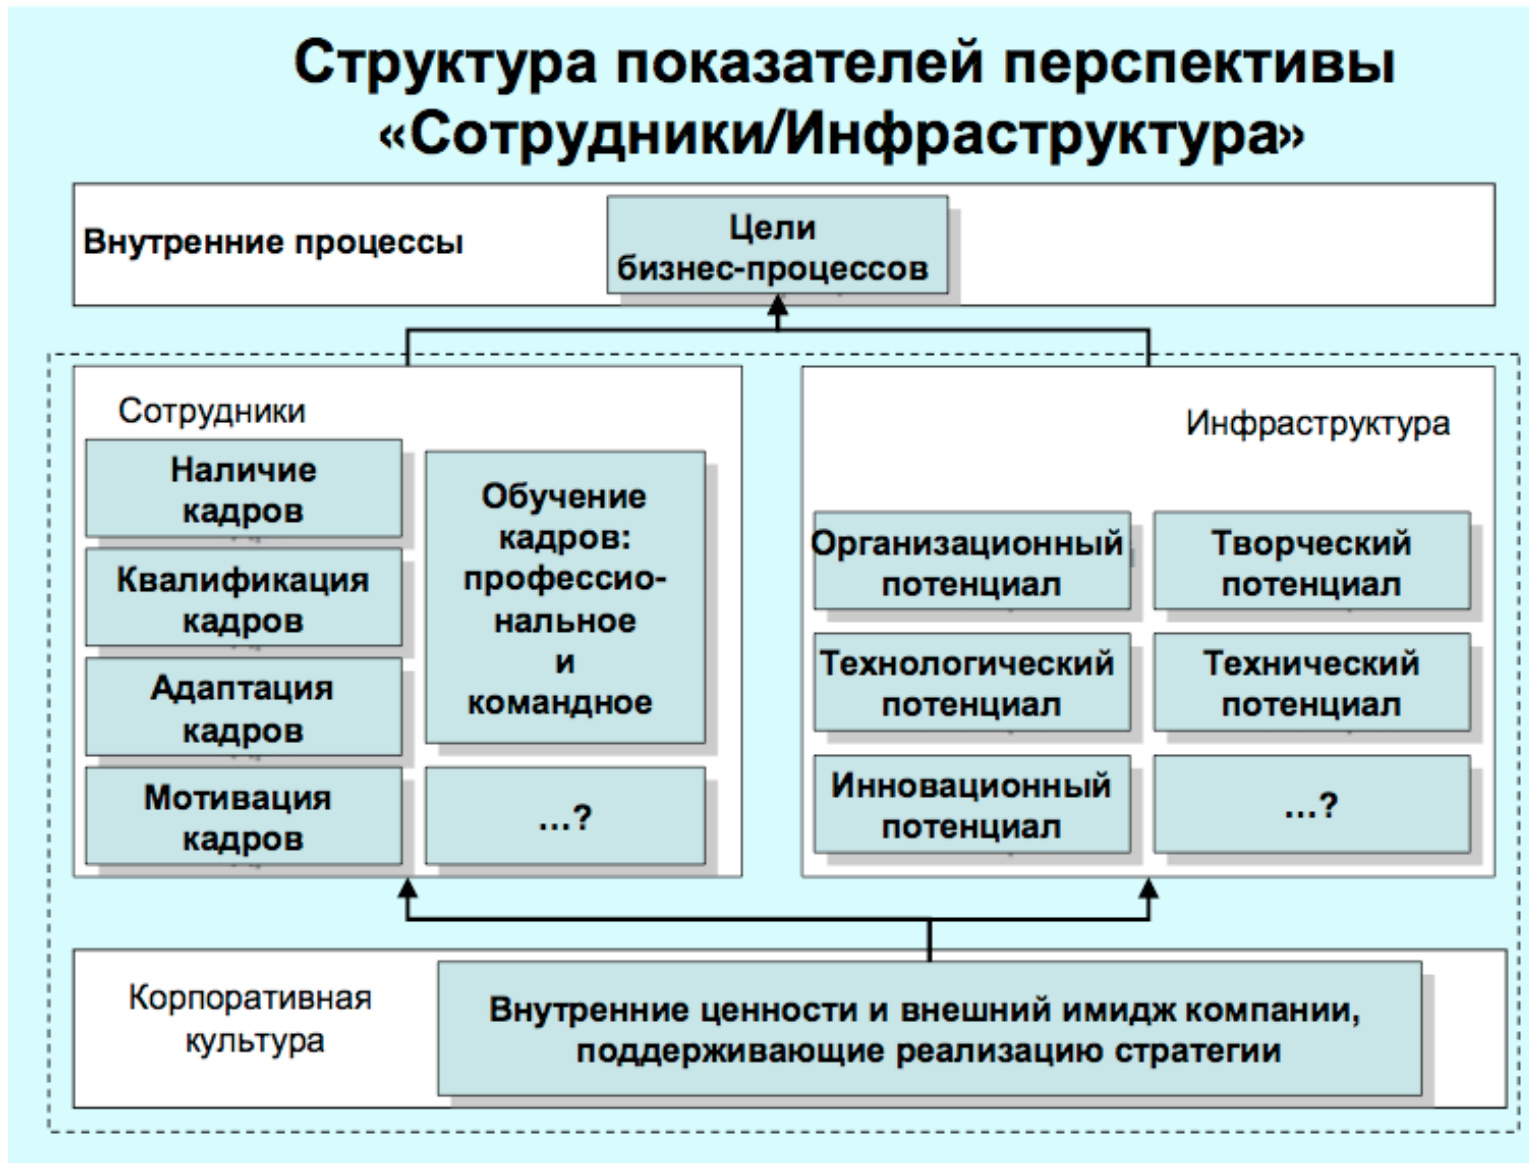 Структура показателей перспективы
«Сотрудники/Инфраструктура»
Внутренние процессы
Цели
бизнес-процессов
Сотрудники
Наличие
кадров
Квалификация
кадров
Адаптация
кадров
Мотивация
кадров
Обучение
кадров:
профессио-
нальное
и
командное
...?
Инфраструктура
Организационный
потенциал
Творческий
потенциал
Технологический
потенциал
Технический
потенциал
Инновационный
потенциал
...?
Корпоративная
культура
Внутренние ценности и внешний имидж компании,
поддерживающие реализацию стратегии